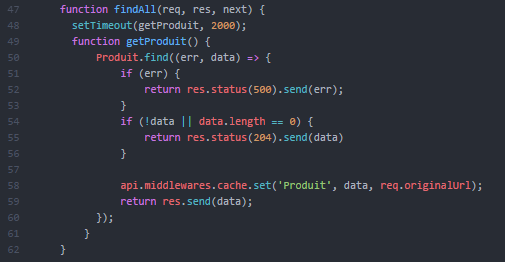 47 function findAll(req, res, next) {
48 setTimeout(getProduit, 2000);
49 function getProduit() {
50 Produit.find((err, data) => {
51 if (err) {
52 return res.status(500).send(err);
53 }
54 if (!data || data.length == 0) {
55 return res.status(204).send(data)
56 }
57
58 api.middlewares.cache.set('Produit', data, req.originalUrl);
59 return res.send(data);
60 });
61 }
62 }